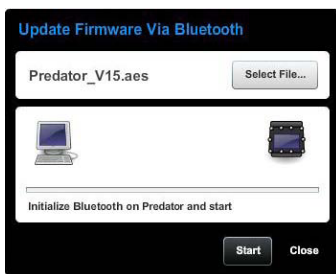 Update Firmware Via Bluetooth
Predator_V15.aes
Select File...
Initialize Bluetooth on Predator and start
Start
Close